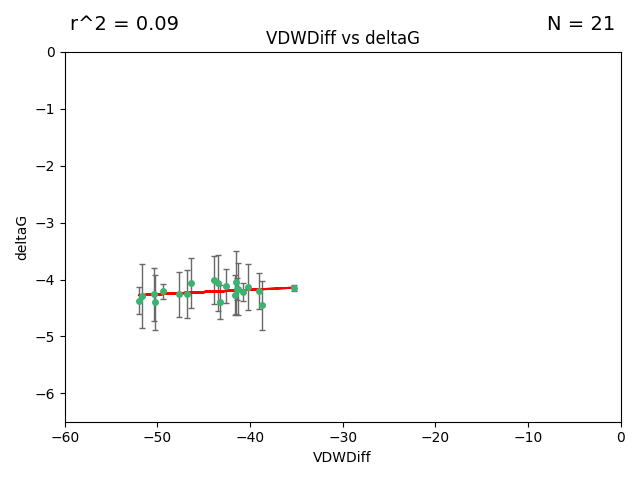 r^2 = 0.09
N = 21
VDWDiff vs deltaG
0
−1
−2
−3
−4
−5
−6
deltaG
−60 −50 −40 −30 −20 −10 0
VDWDiff